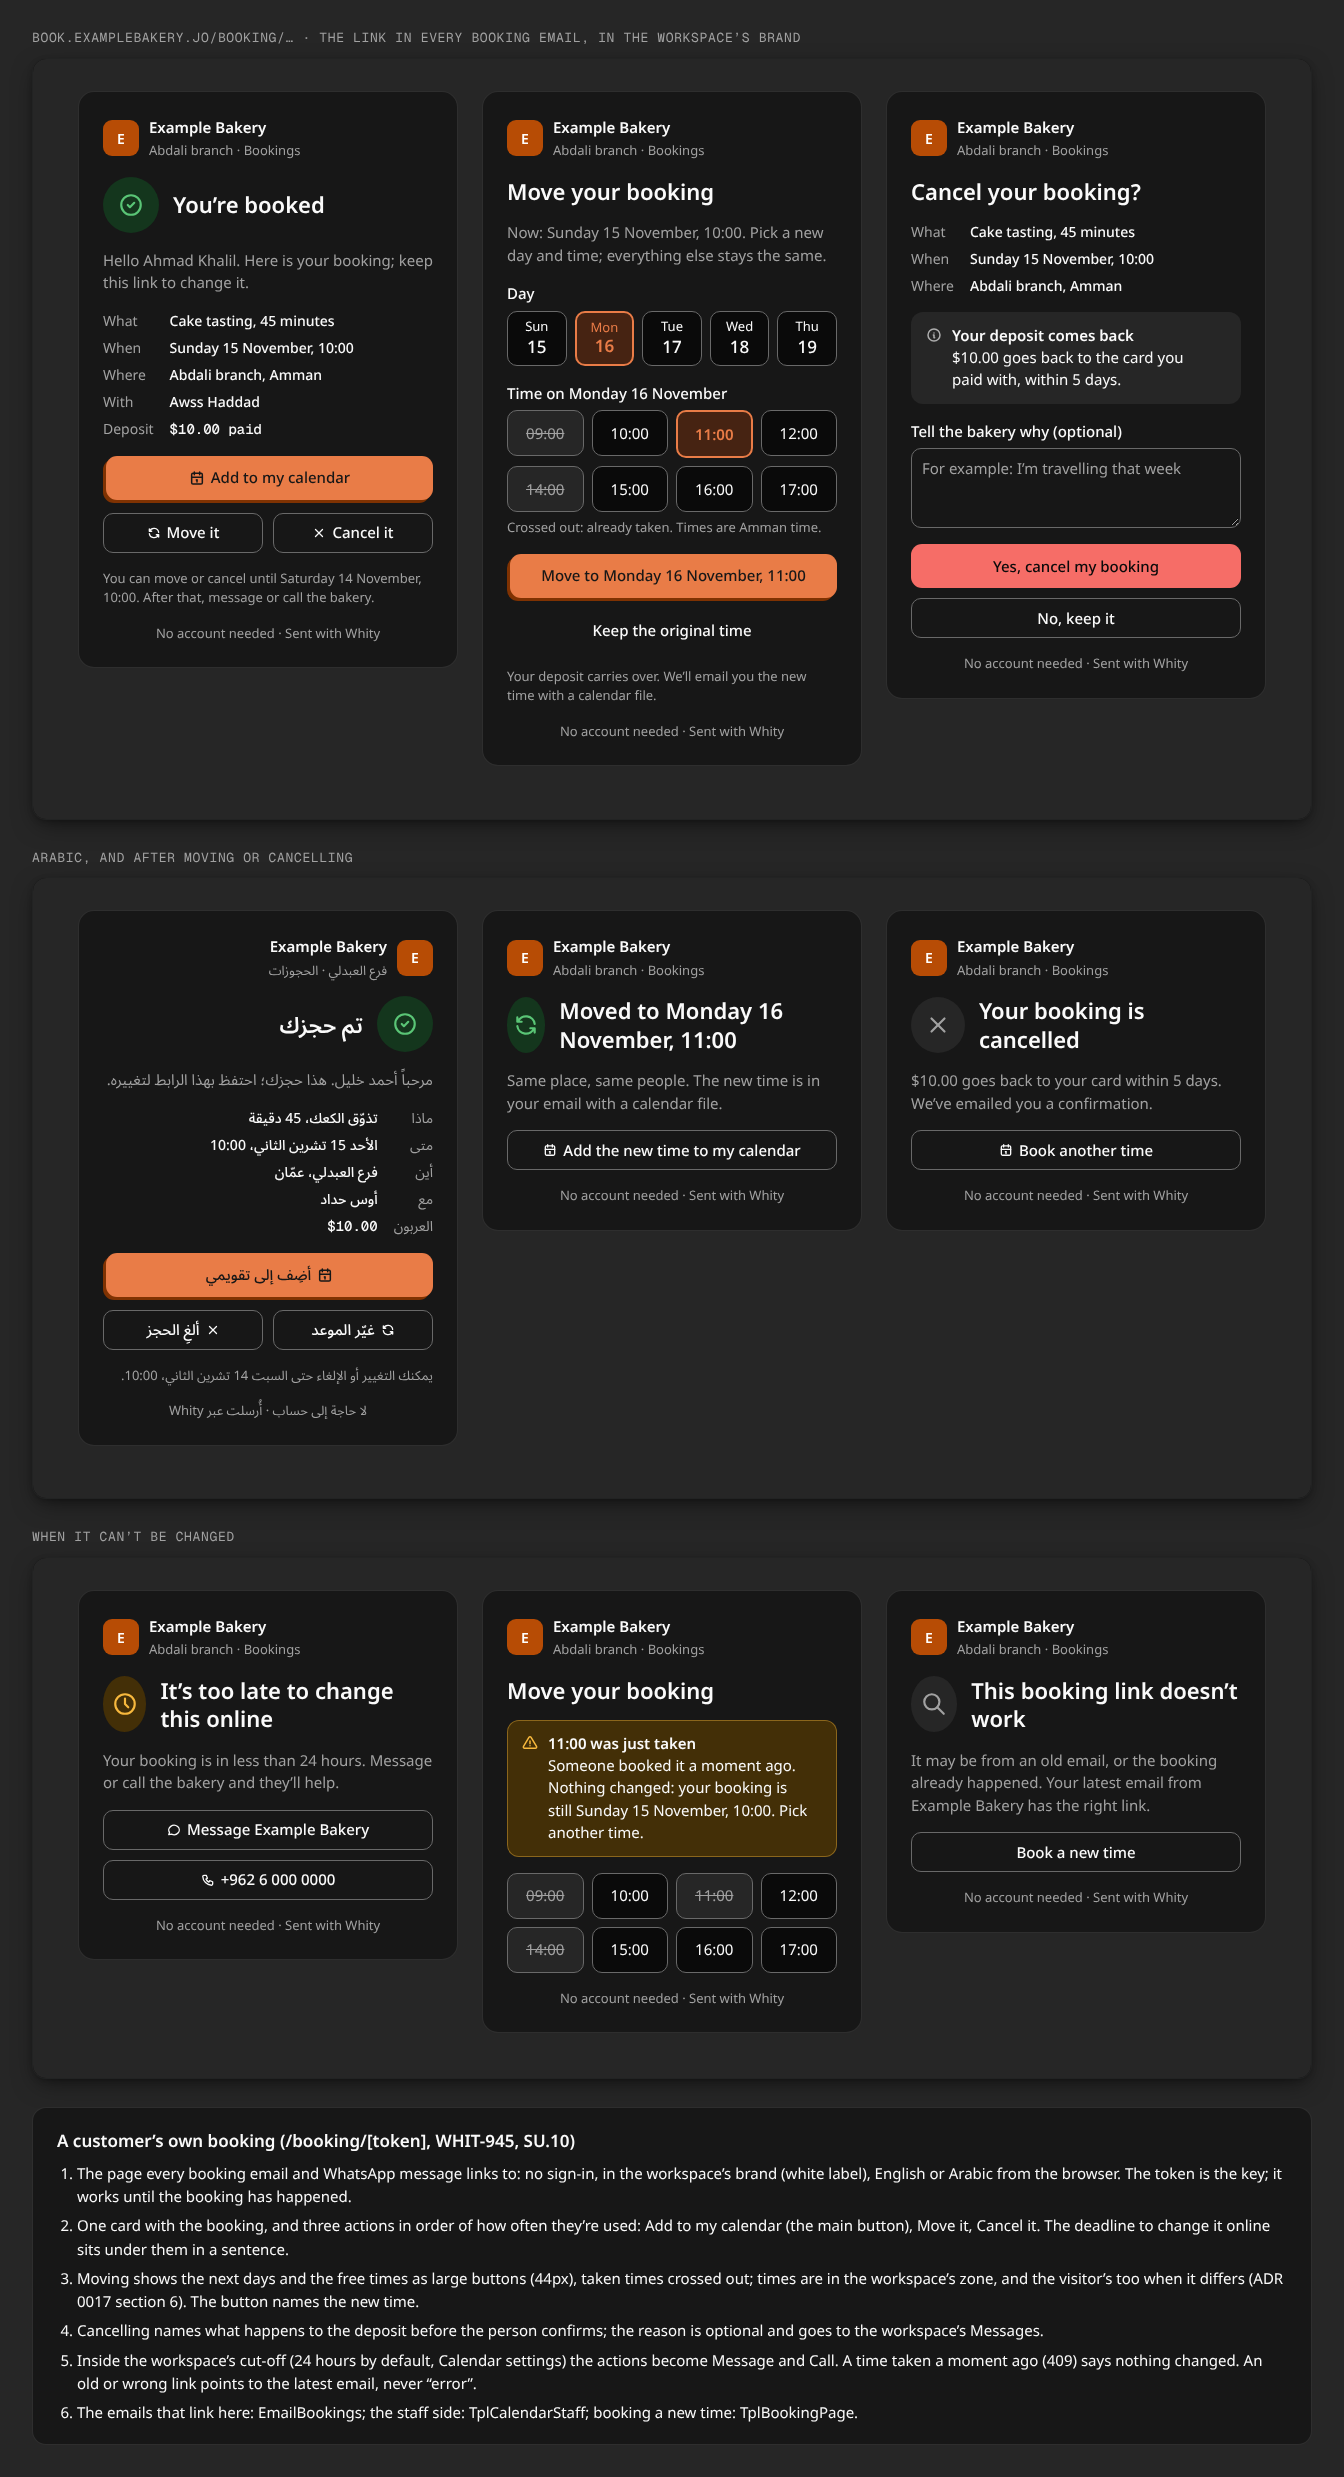 BOOK.EXAMPLEBAKERY.JO/BOOKING/… · THE LINK IN EVERY BOOKING EMAIL, IN THE WORKSPACE’S BRAND
E
Example Bakery
Abdali branch · Bookings
You’re booked
Hello Ahmad Khalil. Here is your booking; keep
this link to change it.
What Cake tasting, 45 minutes
When Sunday 15 November, 10:00
Where Abdali branch, Amman
With Awss Haddad
Deposit $10.00 paid
Add to my calendar
Move it
Cancel it
You can move or cancel until Saturday 14 November,
10:00. After that, message or call the bakery.
No account needed · Sent with Whity
E
Example Bakery
Abdali branch · Bookings
Move your booking
Now: Sunday 15 November, 10:00. Pick a new
day and time; everything else stays the same.
Day
Sun Mon Tue Wed Thu
15 16 17 18 19
Time on Monday 16 November
09:00 10:00 11:00 12:00
14:00 15:00 16:00 17:00
Crossed out: already taken. Times are Amman time.
Move to Monday 16 November, 11:00
Keep the original time
Your deposit carries over. We’ll email you the new
time with a calendar file.
No account needed · Sent with Whity
E
Example Bakery
Abdali branch · Bookings
Cancel your booking?
What Cake tasting, 45 minutes
When Sunday 15 November, 10:00
Where Abdali branch, Amman
Your deposit comes back
$10.00 goes back to the card you
paid with, within 5 days.
Tell the bakery why (optional)
For example: I’m travelling that week
Yes, cancel my booking
No, keep it
No account needed · Sent with Whity
ARABIC, AND AFTER MOVING OR CANCELLING
E
Example Bakery
فرع العبدلي · الحجوزات
تم حجزك
مرحباً أحمد خليل. هذا حجزك؛ احتفظ بهذا الرابط لتغييره.
ماذا تذوّق الكعك، 45 دقيقة
متى الأحد 15 تشرين الثاني، 10:00
أين فرع العبدلي، عمّان
مع أوس حداد
العربون $10.00
أضِف إلى تقويمي
غيّر الموعد
ألغِ الحجز
يمكنك التغيير أو الإلغاء حتى السبت 14 تشرين الثاني، 10:00.
لا حاجة إلى حساب · أُرسلت عبر Whity
E
Example Bakery
Abdali branch · Bookings
Moved to Monday 16
November, 11:00
Same place, same people. The new time is in
your email with a calendar file.
Add the new time to my calendar
No account needed · Sent with Whity
E
Example Bakery
Abdali branch · Bookings
Your booking is
cancelled
$10.00 goes back to your card within 5 days.
We’ve emailed you a confirmation.
Book another time
No account needed · Sent with Whity
WHEN IT CAN’T BE CHANGED
E
Example Bakery
Abdali branch · Bookings
It’s too late to change
this online
Your booking is in less than 24 hours. Message
or call the bakery and they’ll help.
Message Example Bakery
+962 6 000 0000
No account needed · Sent with Whity
E
Example Bakery
Abdali branch · Bookings
Move your booking
11:00 was just taken
Someone booked it a moment ago.
Nothing changed: your booking is
still Sunday 15 November, 10:00. Pick
another time.
09:00 10:00 11:00 12:00
14:00 15:00 16:00 17:00
No account needed · Sent with Whity
E
Example Bakery
Abdali branch · Bookings
This booking link doesn’t
work
It may be from an old email, or the booking
already happened. Your latest email from
Example Bakery has the right link.
Book a new time
No account needed · Sent with Whity
A customer’s own booking (/booking/[token], WHIT-945, SU.10)
1. The page every booking email and WhatsApp message links to: no sign-in, in the workspace’s brand (white label), English or Arabic from the browser. The token is the key; it
works until the booking has happened.
2. One card with the booking, and three actions in order of how often they’re used: Add to my calendar (the main button), Move it, Cancel it. The deadline to change it online
sits under them in a sentence.
3. Moving shows the next days and the free times as large buttons (44px), taken times crossed out; times are in the workspace’s zone, and the visitor’s too when it differs (ADR
0017 section 6). The button names the new time.
4. Cancelling names what happens to the deposit before the person confirms; the reason is optional and goes to the workspace’s Messages.
5. Inside the workspace’s cut-off (24 hours by default, Calendar settings) the actions become Message and Call. A time taken a moment ago (409) says nothing changed. An
old or wrong link points to the latest email, never “error”.
6. The emails that link here: EmailBookings; the staff side: TplCalendarStaff; booking a new time: TplBookingPage.